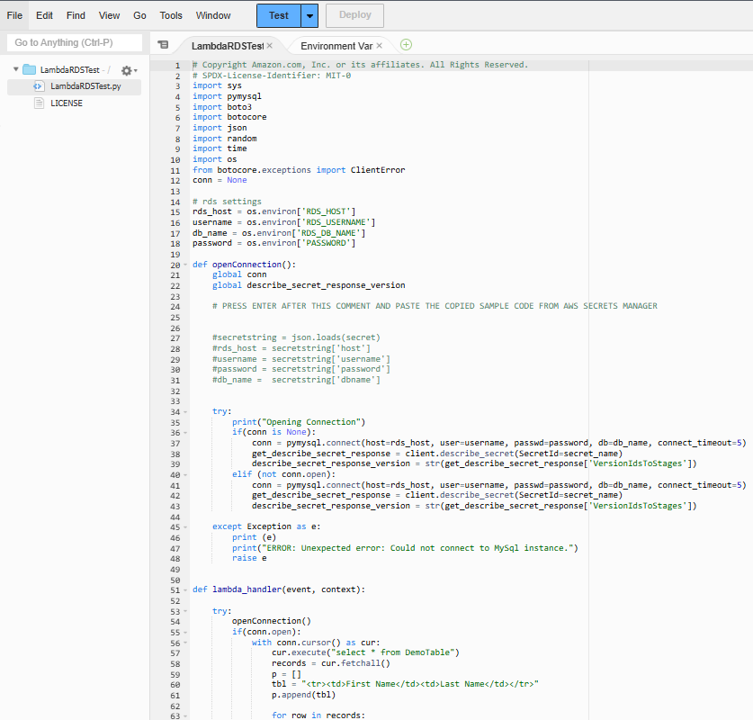 File Edit Find View Go Tools Window Test Deploy
Go to Anything (Ctrl-P)
LambdaRDSTest × Environment Var ×
LambdaRDSTest - /
LambdaRDSTest.py
LICENSE
1 # Copyright Amazon.com, Inc. or its affiliates. All Rights Reserved.
2 # SPDX-License-Identifier: MIT-0
3 import sys
4 import pymysql
5 import boto3
6 import botocore
7 import json
8 import random
9 import time
10 import os
11 from botocore.exceptions import ClientError
12 conn = None
13
14 # rds settings
15 rds_host = os.environ['RDS_HOST']
16 username = os.environ['RDS_USERNAME']
17 db_name = os.environ['RDS_DB_NAME']
18 password = os.environ['PASSWORD']
19
20 def openConnection():
21 global conn
22 global describe_secret_response_version
23
24 # PRESS ENTER AFTER THIS COMMENT AND PASTE THE COPIED SAMPLE CODE FROM AWS SECRETS MANAGER
25
26
27 #secretstring = json.loads(secret)
28 #rds_host = secretstring['host']
29 #username = secretstring['username']
30 #password = secretstring['password']
31 #db_name =  secretstring['dbname']
32
33
34 try:
35 print("Opening Connection")
36 if(conn is None):
37 conn = pymysql.connect(host=rds_host, user=username, passwd=password, db=db_name, connect_timeout=5)
38 get_describe_secret_response = client.describe_secret(SecretId=secret_name)
39 describe_secret_response_version = str(get_describe_secret_response['VersionIdsToStages'])
40 elif (not conn.open):
41 conn = pymysql.connect(host=rds_host, user=username, passwd=password, db=db_name, connect_timeout=5)
42 get_describe_secret_response = client.describe_secret(SecretId=secret_name)
43 describe_secret_response_version = str(get_describe_secret_response['VersionIdsToStages'])
44
45 except Exception as e:
46 print (e)
47 print("ERROR: Unexpected error: Could not connect to MySql instance.")
48 raise e
49
50
51 def lambda_handler(event, context):
52
53 try:
54 openConnection()
55 if(conn.open):
56 with conn.cursor() as cur:
57 cur.execute("select * from DemoTable")
58 records = cur.fetchall()
59 p = []
60 tbl = "<tr><td>First Name</td><td>Last Name</td></tr>"
61 p.append(tbl)
62
63 for row in records: